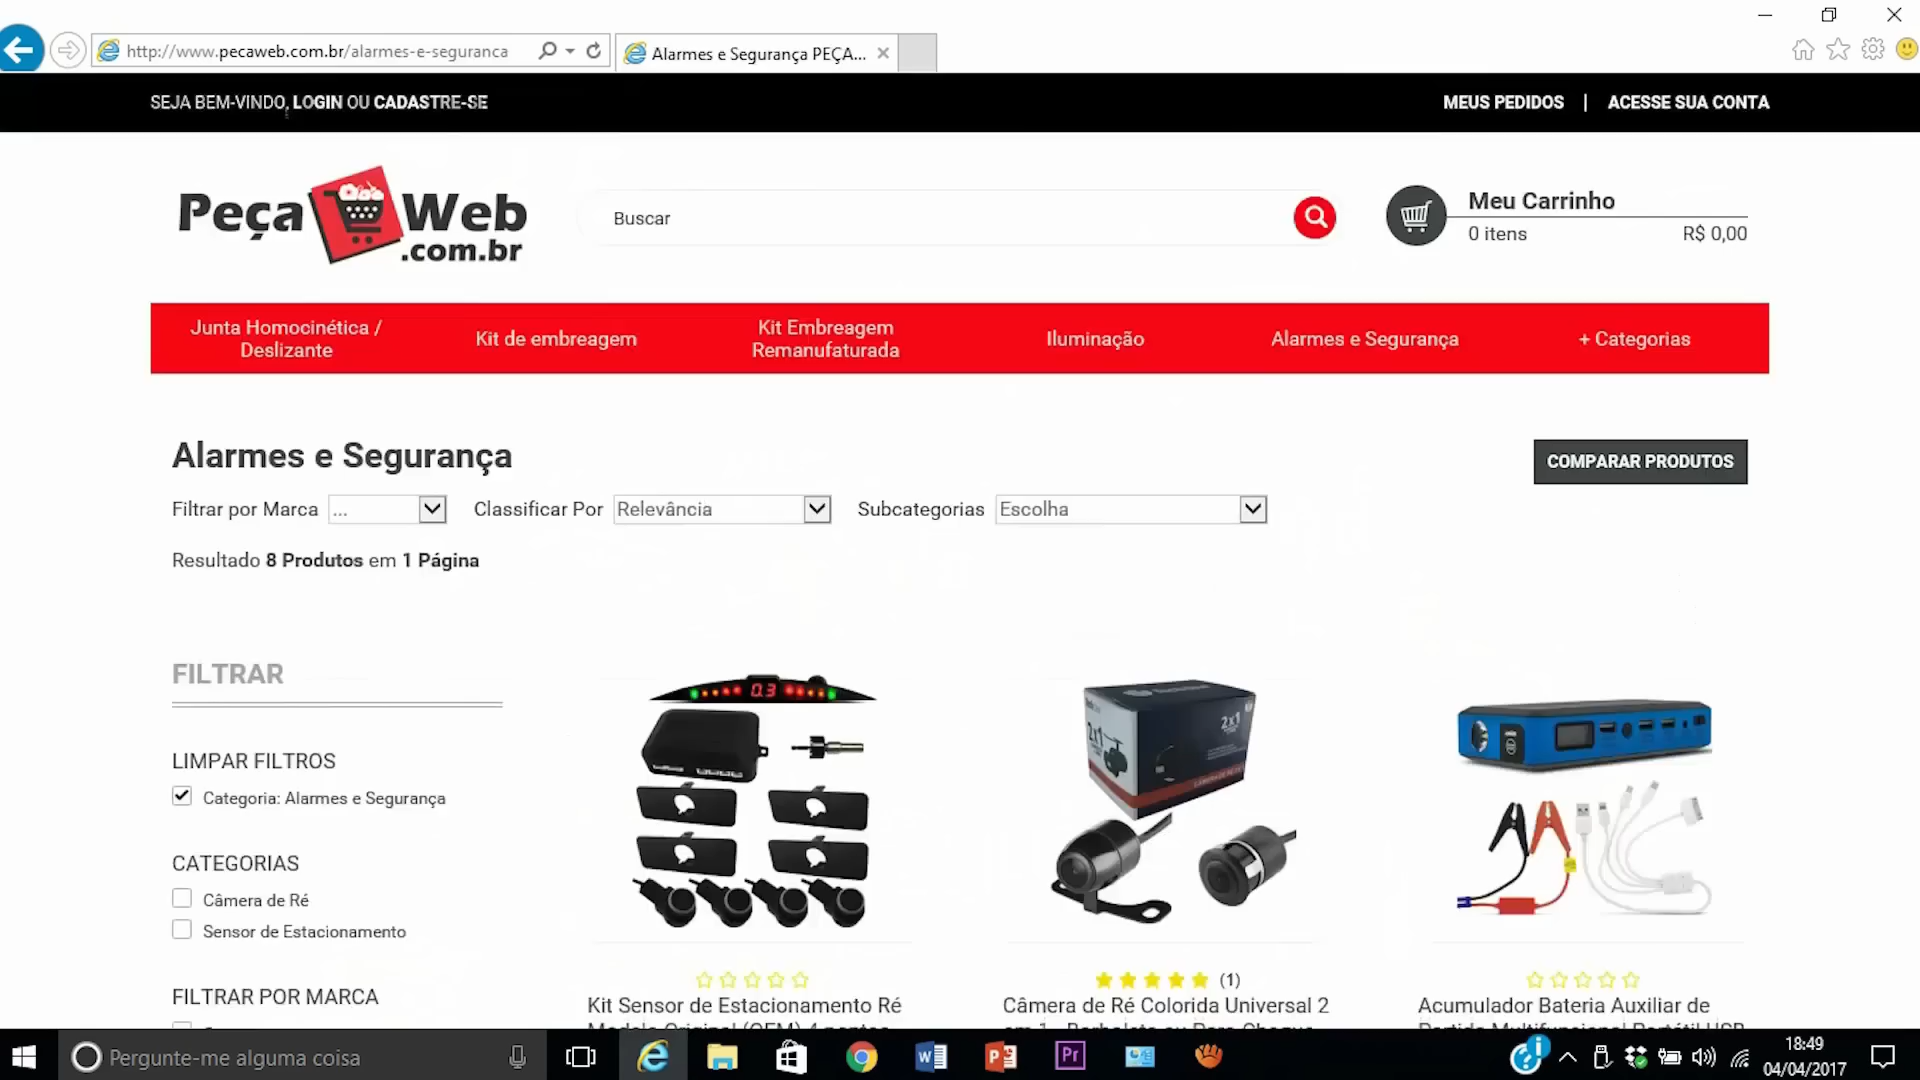 http://www.pecaweb.com.br/alarmes-e-seguranca
Alarmes e Segurança PEÇA...
SEJA BEM-VINDO, LOGIN OU CADASTRE-SE
MEUS PEDIDOS | ACESSE SUA CONTA
Peça Web
.com.br
Buscar
Meu Carrinho
0 itens
R$ 0,00
Junta Homocinética /
Deslizante
Kit de embreagem
Kit Embreagem
Remanufaturada
Iluminação
Alarmes e Segurança
+ Categorias
Alarmes e Segurança
COMPARAR PRODUTOS
Filtrar por Marca ...
Classificar Por Relevância
Subcategorias Escolha
Resultado 8 Produtos em 1 Página
FILTRAR
LIMPAR FILTROS
Categoria: Alarmes e Segurança
CATEGORIAS
Câmera de Ré
Sensor de Estacionamento
FILTRAR POR MARCA
0.3
2x1
2x1
(1)
Kit Sensor de Estacionamento Ré
Câmera de Ré Colorida Universal 2
Acumulador Bateria Auxiliar de
Pergunte-me alguma coisa
Pr
18:49
04/04/2017